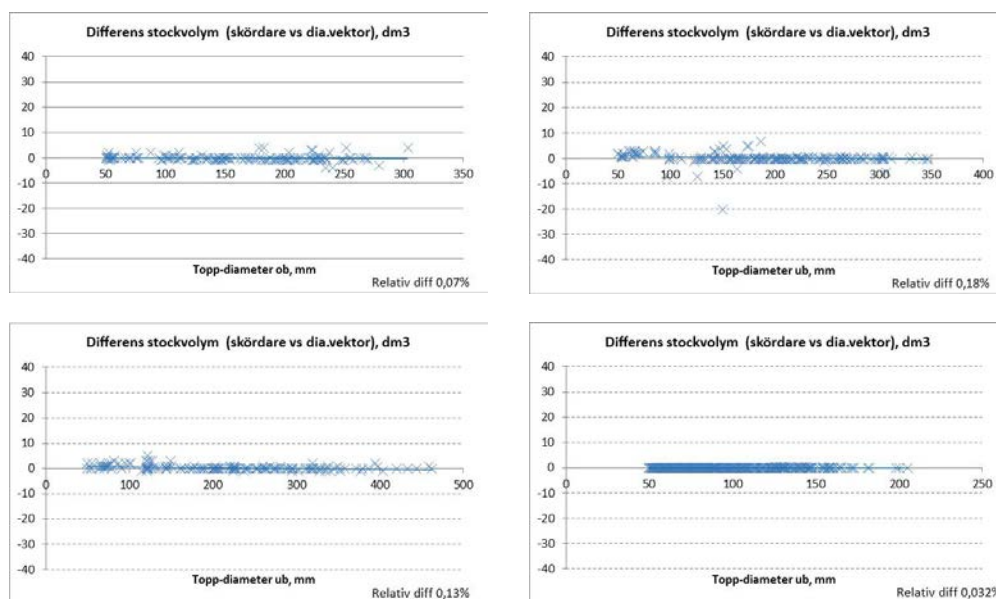 Differens stockvolym (skördare vs dia.vektor), dm3
40
30
20
10
0
-10
-20
-30
-40
0 50 100 150 200 250 300 350
Topp-diameter ob, mm
Relativ diff 0,07%
Differens stockvolym (skördare vs dia.vektor), dm3
40
30
20
10
0
-10
-20
-30
-40
0 50 100 150 200 250 300 350 400
Topp-diameter ub, mm
Relativ diff 0,18%
Differens stockvolym (skördare vs dia.vektor), dm3
40
30
20
10
0
-10
-20
-30
-40
0 100 200 300 400 500
Topp-diameter ub, mm
Relativ diff 0,13%
Differens stockvolym (skördare vs dia.vektor), dm3
40
30
20
10
0
-10
-20
-30
-40
0 50 100 150 200 250
Topp-diameter ub, mm
Relativ diff 0,032%